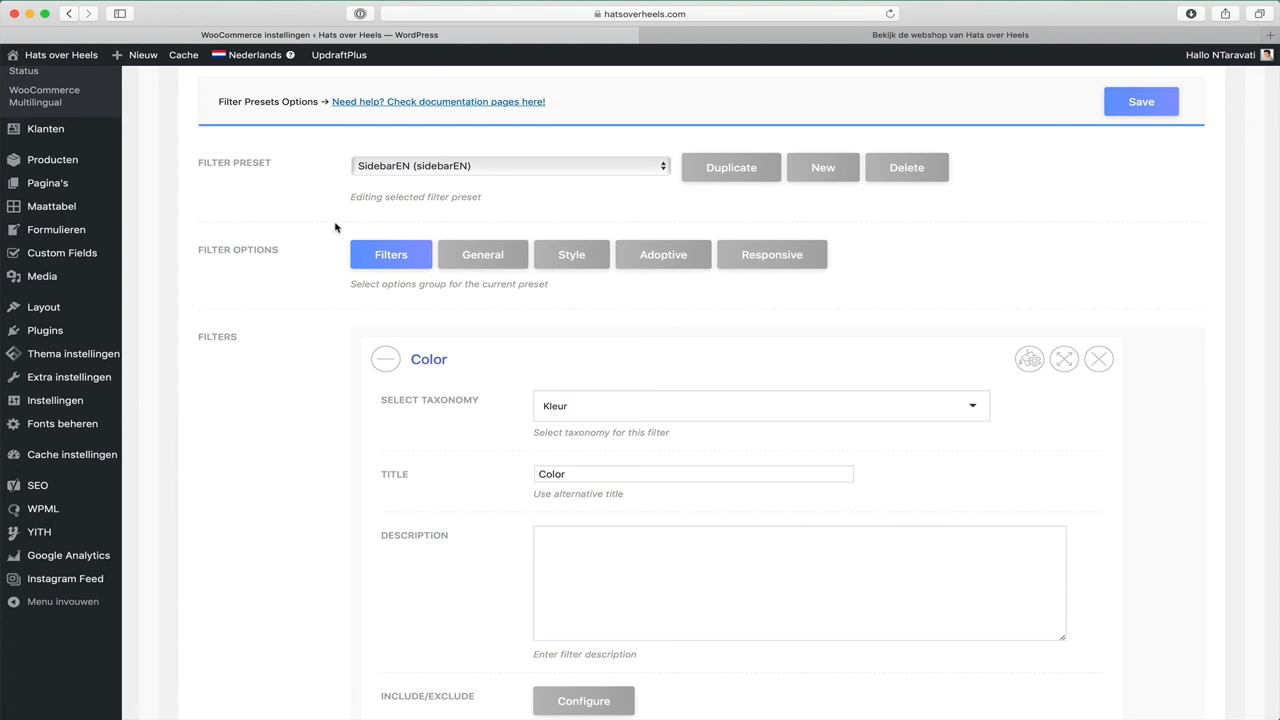 hatsoverheels.com
WooCommerce instellingen ‹ Hats over Heels — WordPress
Bekijk de webshop van Hats over Heels
Hats over Heels
Nieuw
Cache
Nederlands
UpdraftPlus
Hallo NTaravati
Status
WooCommerce
Multilingual
Klanten
Producten
Pagina's
Maattabel
Formulieren
Custom Fields
Media
Layout
Plugins
Thema instellingen
Extra instellingen
Instellingen
Fonts beheren
Cache instellingen
SEO
WPML
YITH
Google Analytics
Instagram Feed
Menu invouwen
Filter Presets Options → Need help? Check documentation pages here!
Save
FILTER PRESET
SidebarEN (sidebarEN)
Duplicate
New
Delete
Editing selected filter preset
FILTER OPTIONS
Filters
General
Style
Adoptive
Responsive
Select options group for the current preset
FILTERS
Color
SELECT TAXONOMY
Kleur
Select taxonomy for this filter
TITLE
Color
Use alternative title
DESCRIPTION
Enter filter description
INCLUDE/EXCLUDE
Configure